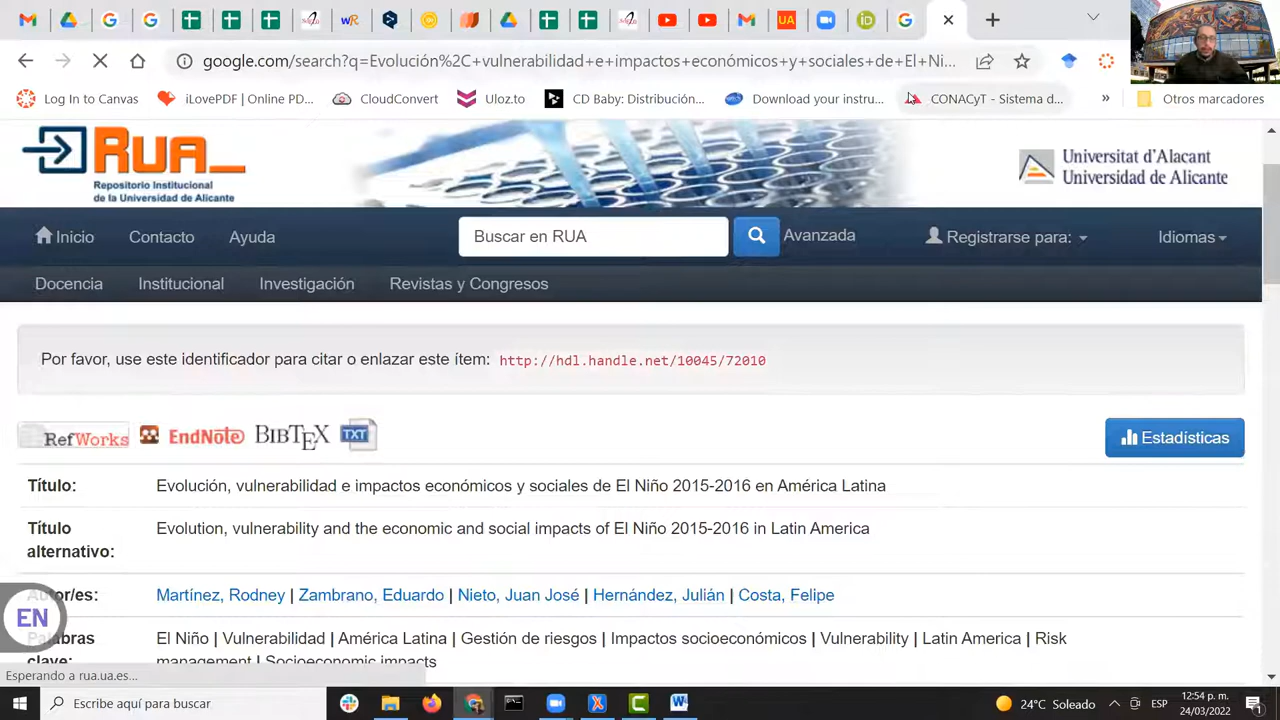 UA
google.com/search?q=Evolución%2C+vulnerabilidad+e+impactos+económicos+y+sociales+de+El+Ni...
Log In to Canvas
iLovePDF | Online PD...
CloudConvert
Uloz.to
CD Baby: Distribución...
Download your instru...
CONACyT - Sistema d...
»
Otros marcadores
RUA_
Repositorio Institucional
de la Universidad de Alicante
Universitat d'Alacant
Universidad de Alicante
Inicio
Contacto
Ayuda
Buscar en RUA
Avanzada
Registrarse para:
Idiomas
Docencia
Institucional
Investigación
Revistas y Congresos
Por favor, use este identificador para citar o enlazar este ítem: http://hdl.handle.net/10045/72010
RefWorks
EndNote
BIBTEX
TXT
Estadísticas
Título: Evolución, vulnerabilidad e impactos económicos y sociales de El Niño 2015-2016 en América Latina
Título Evolution, vulnerability and the economic and social impacts of El Niño 2015-2016 in Latin America
alternativo:
EN
Autor/es: Martínez, Rodney | Zambrano, Eduardo | Nieto, Juan José | Hernández, Julián | Costa, Felipe
Palabras El Niño | Vulnerabilidad | América Latina | Gestión de riesgos | Impactos socioeconómicos | Vulnerability | Latin America | Risk
clave: management | Socioeconomic impacts
Esperando a rua.ua.es...
Escribe aquí para buscar
24°C Soleado
ESP
12:54 p. m.
24/03/2022
1